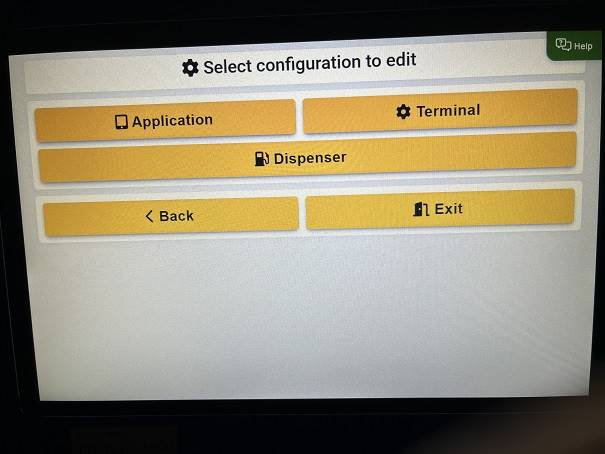 Help
Select configuration to edit
Application
Terminal
Dispenser
Back
Exit